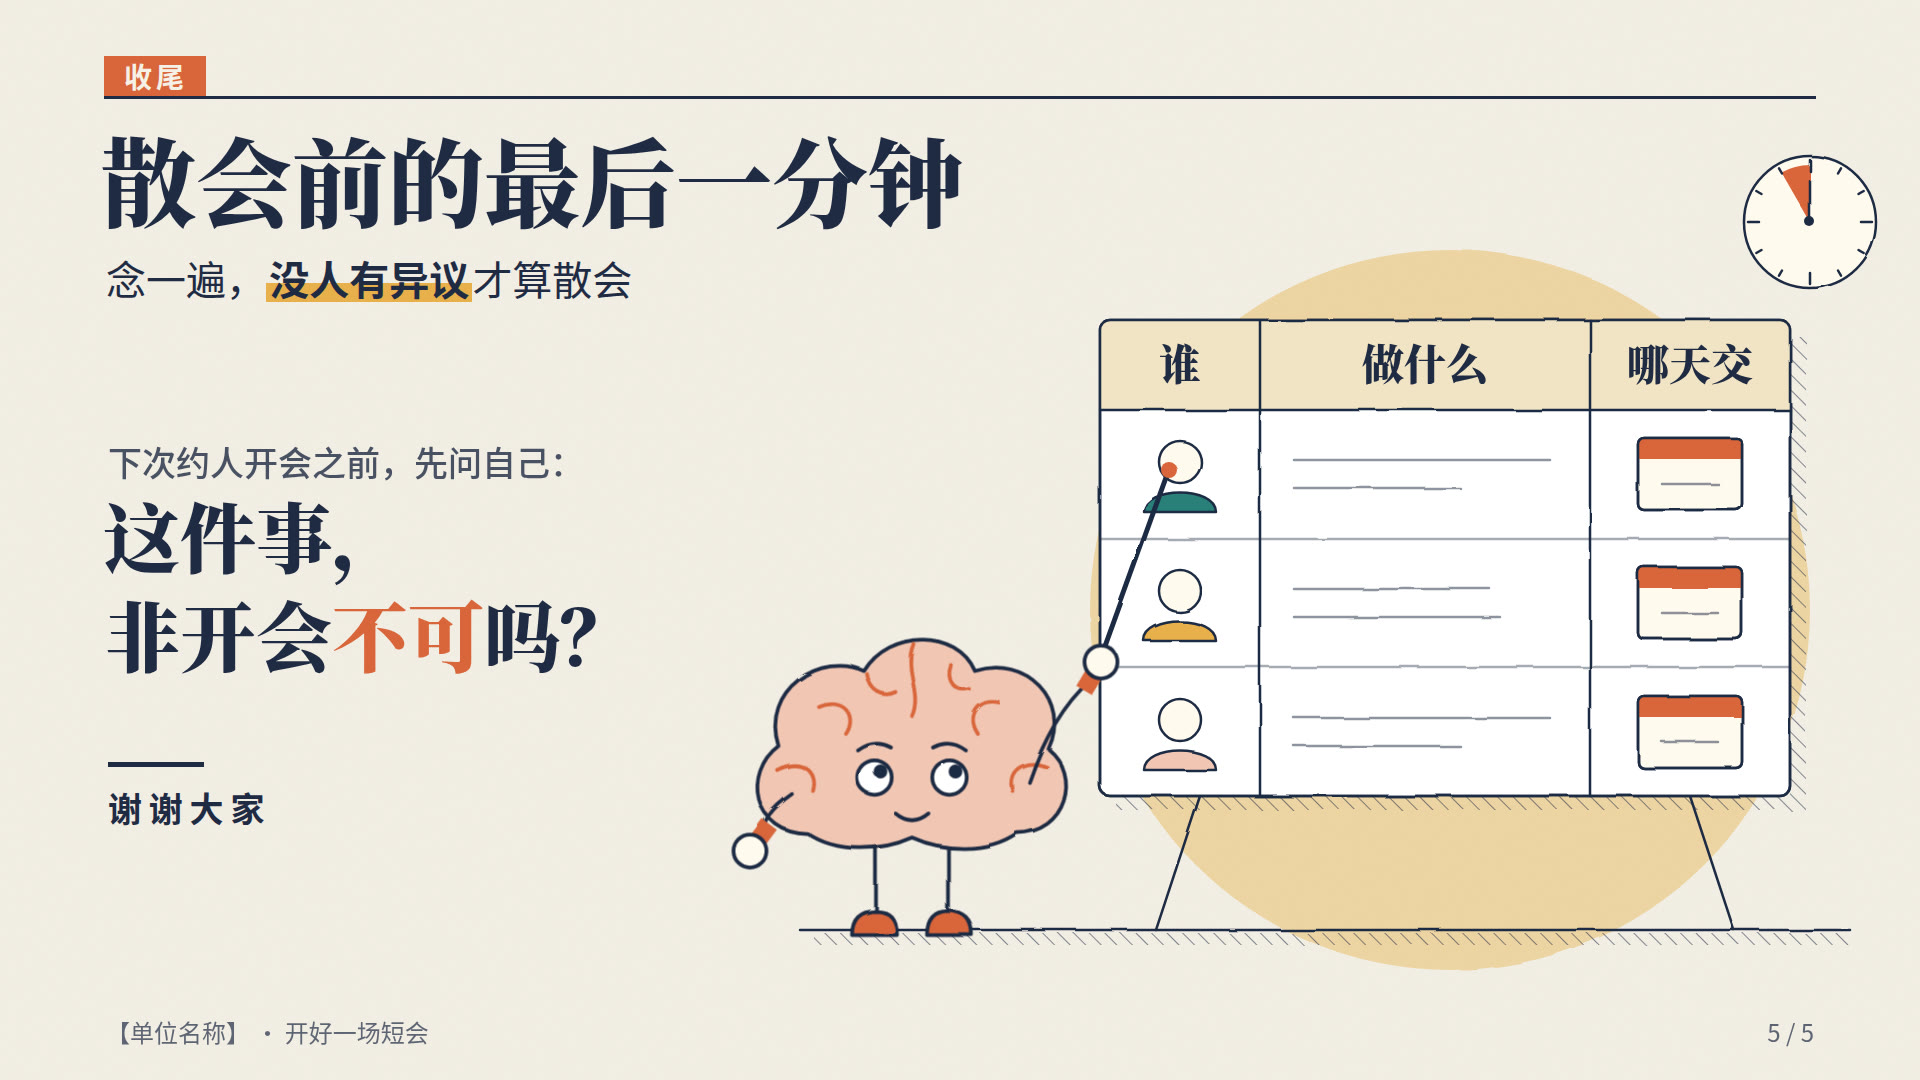 收尾
散会前的最后一分钟
念一遍，没人有异议才算散会
谁 做什么 哪天交
下次约人开会之前，先问自己：
这件事，
非开会不可吗？
谢谢大家
【单位名称】 · 开好一场短会
5 / 5